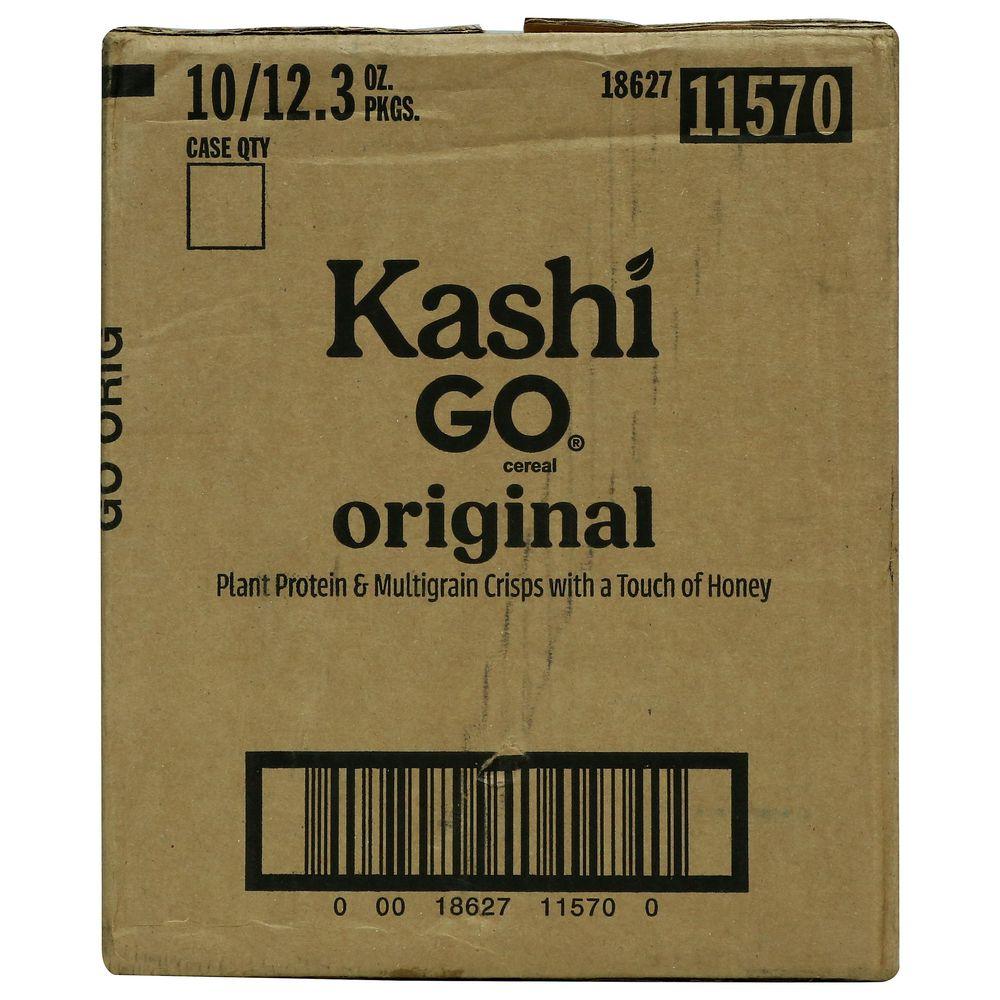 10/12.3 OZ. PKGS.
18627 11570
CASE QTY
Kashi
GO®
cereal
original
Plant Protein & Multigrain Crisps with a Touch of Honey
GO ORIG
0 00 18627 11570 0